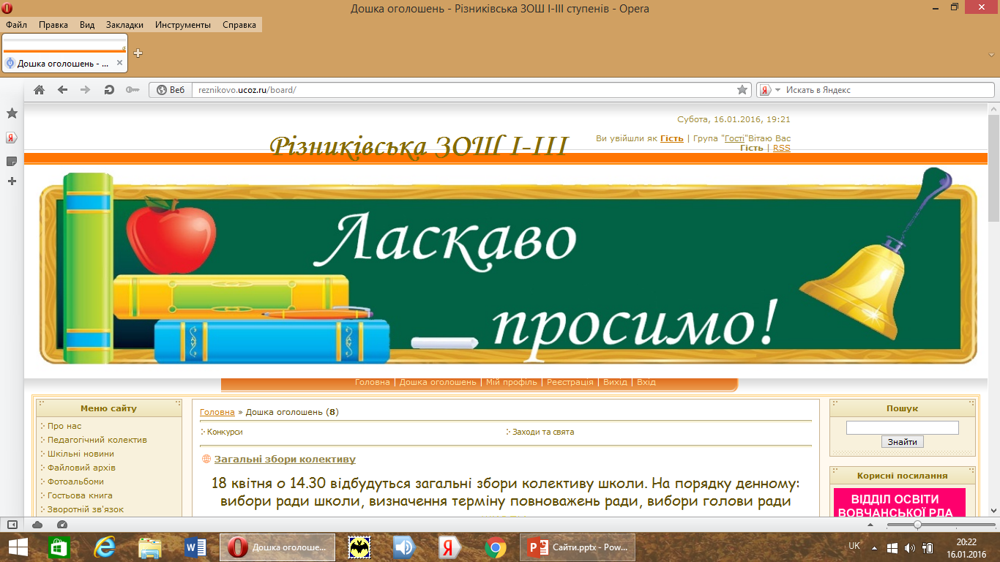 Дошка оголошень - Різниківська ЗОШ І-ІІІ ступенів - Opera
Файл Правка Вид Закладки Инструменты Справка
Дошка оголошень - ...
Веб reznikovo.ucoz.ru/board/ Искать в Яндекс
Субота, 16.01.2016, 19:21
Різниківська ЗОШ І-ІІІ
Ви увійшли як Гість | Група "Гості"Вітаю Вас
Гість | RSS
Ласкаво
просимо!
Головна | Дошка оголошень | Мій профіль | Реєстрація | Вихід | Вхід
Меню сайту
Про нас
Педагогічний колектив
Шкільні новини
Файловий архів
Фотоальбоми
Гостьова книга
Зворотній зв'язок
Головна » Дошка оголошень (8)
Конкурси Заходи та свята
Загальні збори колективу
18 квітня о 14.30 відбудуться загальні збори колективу школи. На порядку денному:
вибори ради школи, визначення терміну повноважень ради, вибори голови ради
Пошук
Знайти
Корисні посилання
ВІДДІЛ ОСВІТИ
ВОВЧАНСЬКОЇ РДА
Дошка оголоше... Сайти.pptx - Pow... UK 20:22
16.01.2016